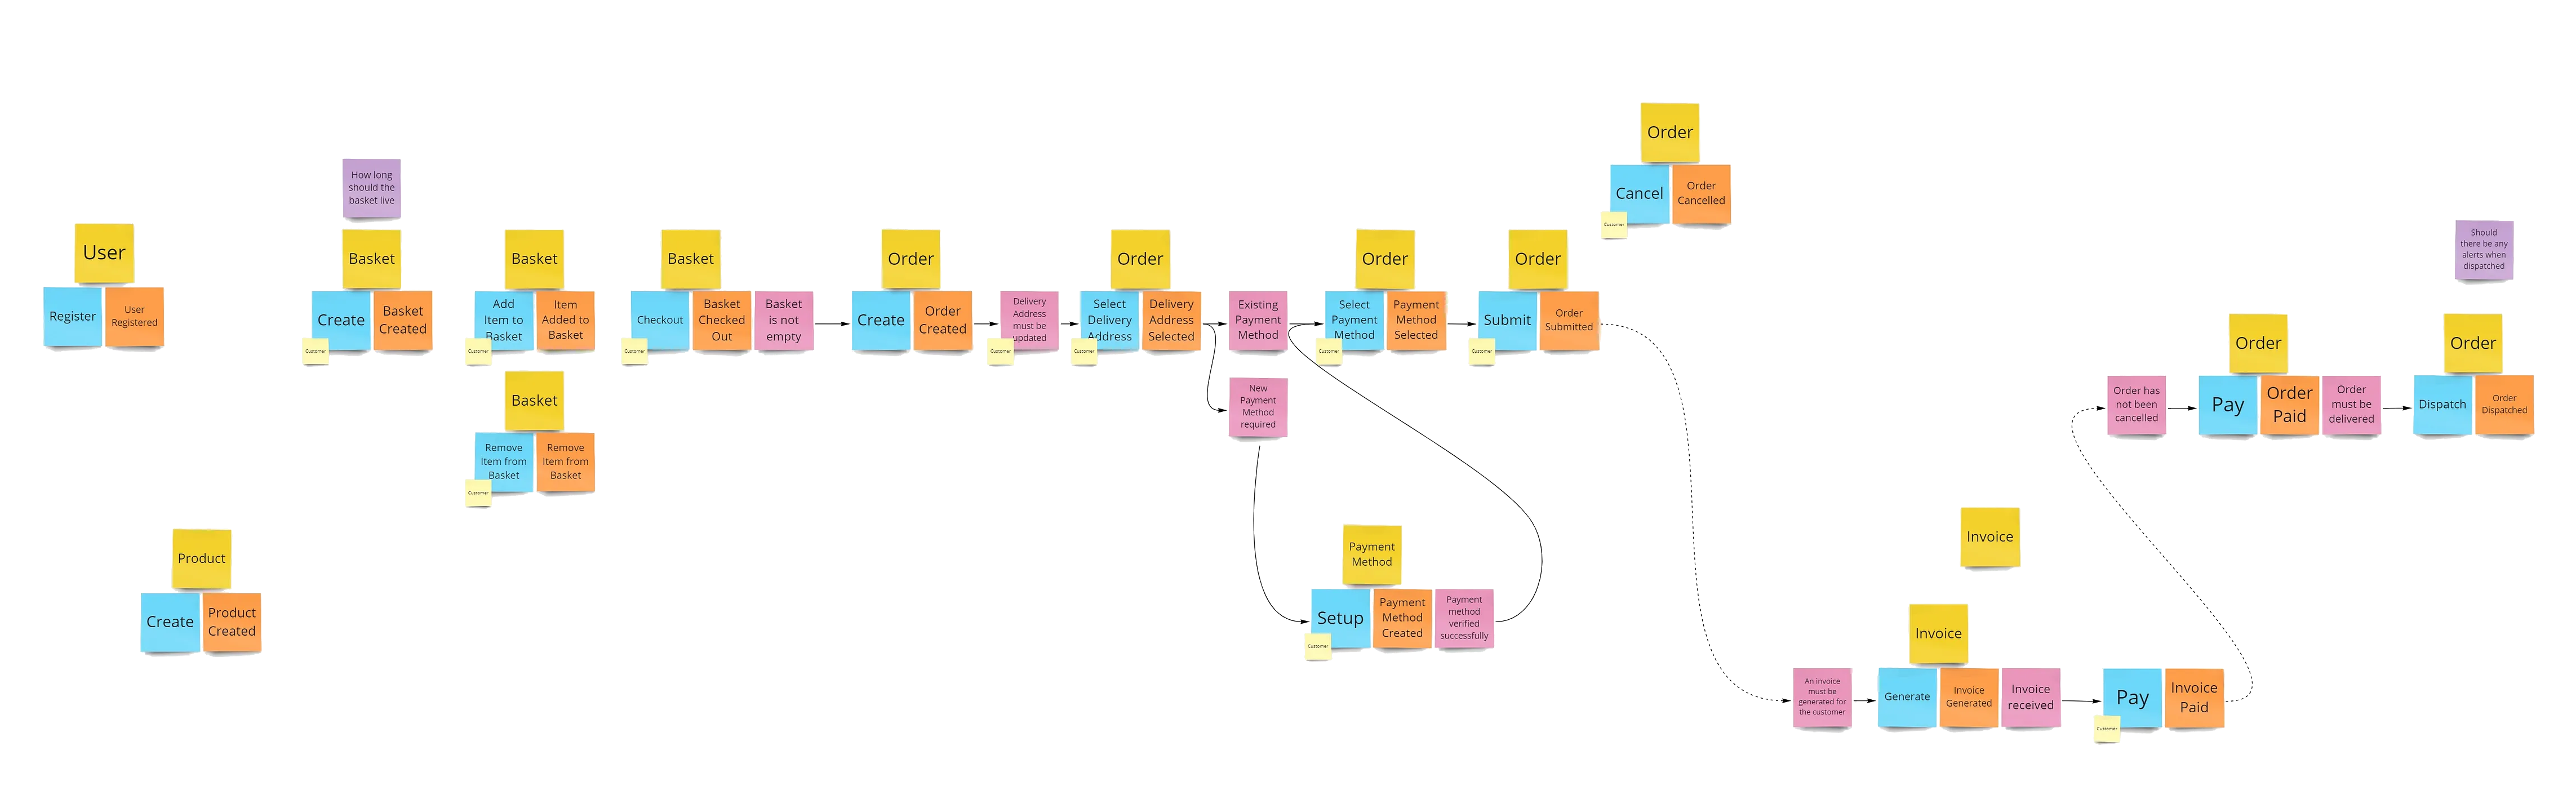 User
Register
User
Registered
Product
Create
Product
Created
How long
should the
basket live
Basket
Create
Basket
Created
Customer
Basket
Add
Item to
Basket
Item
Added to
Basket
Customer
Basket
Remove
Item from
Basket
Remove
Item from
Basket
Customer
Basket
Checkout
Basket
Checked
Out
Basket
is not
empty
Customer
Order
Create
Order
Created
Delivery
Address
must be
updated
Customer
Order
Select
Delivery
Address
Delivery
Address
Selected
Customer
Existing
Payment
Method
New
Payment
Method
required
Order
Select
Payment
Method
Payment
Method
Selected
Customer
Payment
Method
Setup
Payment
Method
Created
Payment
method
verified
successfully
Customer
Order
Submit
Order
Submitted
Customer
Order
Cancel
Order
Cancelled
Customer
An invoice
must be
generated for
the customer
Invoice
Invoice
Generate
Invoice
Generated
Invoice
received
Pay
Invoice
Paid
Customer
Order has
not been
cancelled
Order
Pay
Order
Paid
Order
must be
delivered
Should
there be any
alerts when
dispatched
Order
Dispatch
Order
Dispatched